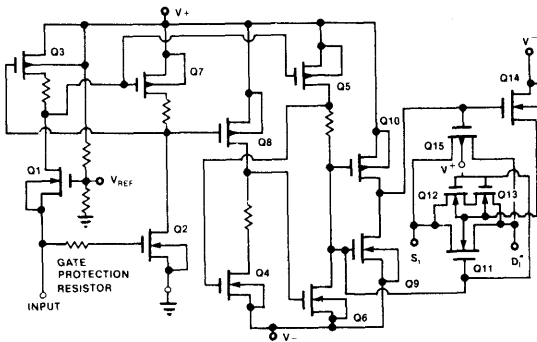 V+
V−
Q3
Q7
Q5
Q14
Q10
Q8
Q15
V+
Q1
VREF
Q12
Q13
Q2
GATE
PROTECTION
RESISTOR
S1
D1
Q11
Q4
Q9
INPUT
Q6
V−